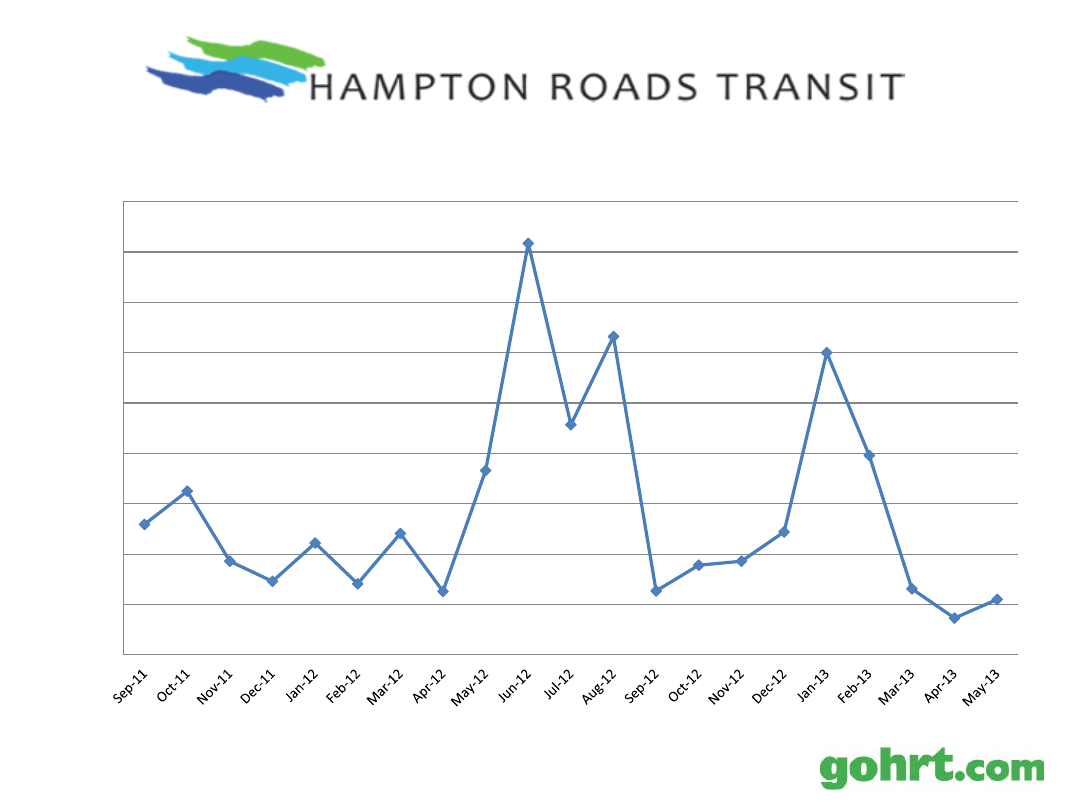 HAMPTON ROADS TRANSIT
Sep-11
Oct-11
Nov-11
Dec-11
Jan-12
Feb-12
Mar-12
Apr-12
May-12
Jun-12
Jul-12
Aug-12
Sep-12
Oct-12
Nov-12
Dec-12
Jan-13
Feb-13
Mar-13
Apr-13
May-13
gohrt.com